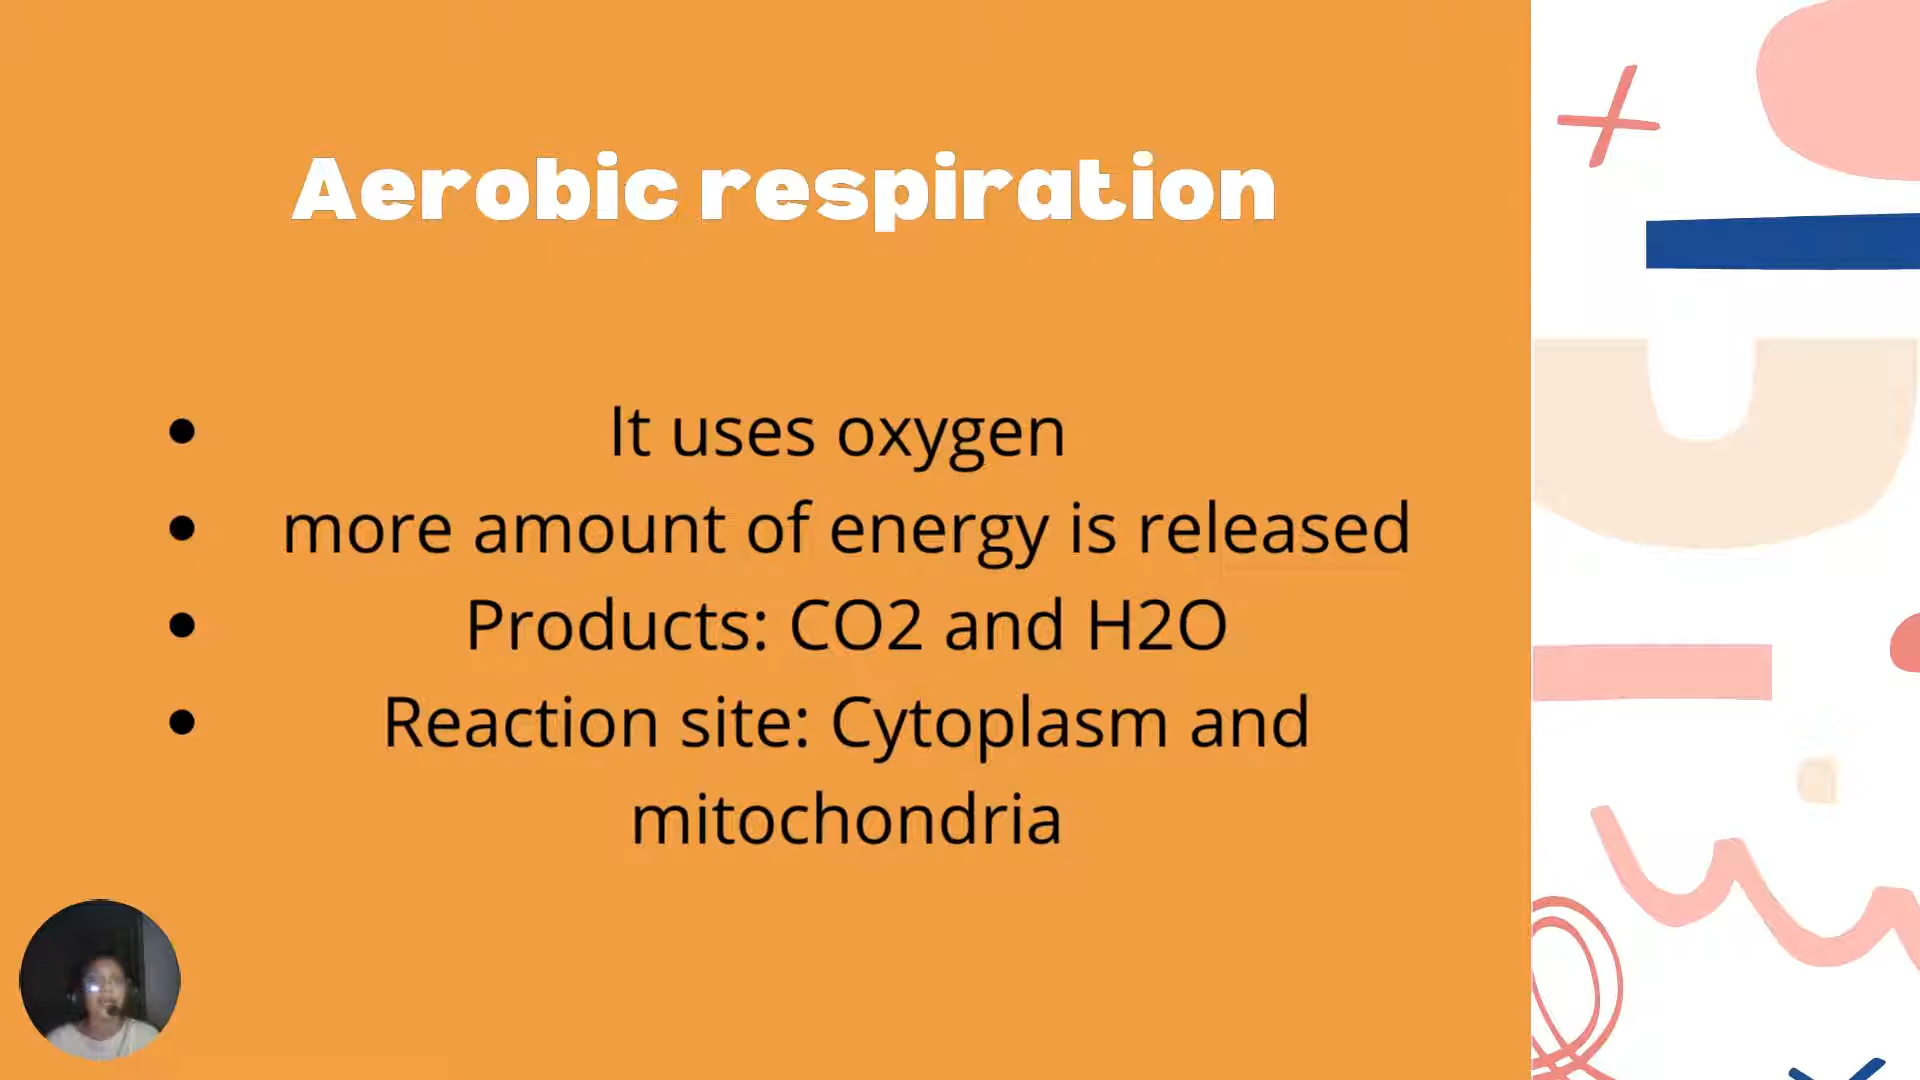 Aerobic respiration
• It uses oxygen
• more amount of energy is released
• Products: CO2 and H2O
• Reaction site: Cytoplasm and
mitochondria